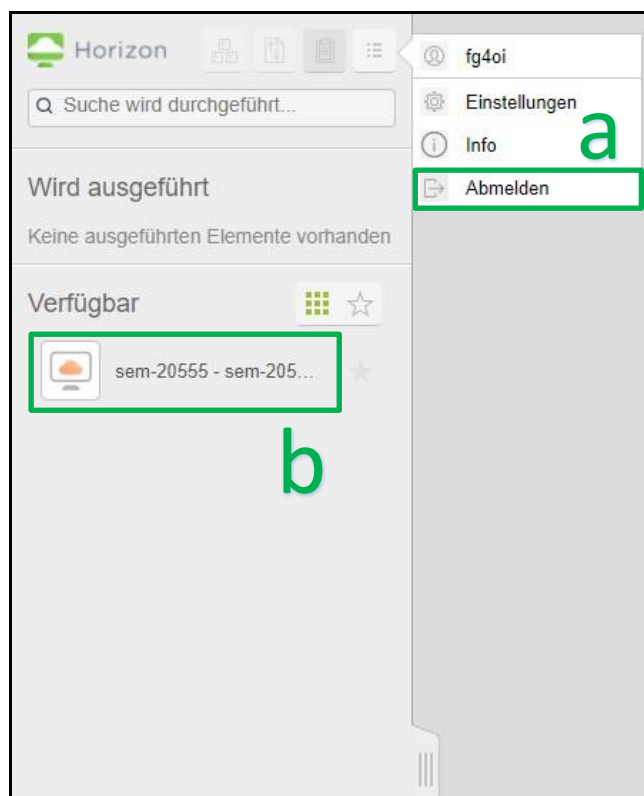 Horizon
Suche wird durchgeführt...
Wird ausgeführt
Keine ausgeführten Elemente vorhanden
Verfügbar
sem-20555 - sem-205...
b
fg4oi
Einstellungen
Info
a
Abmelden